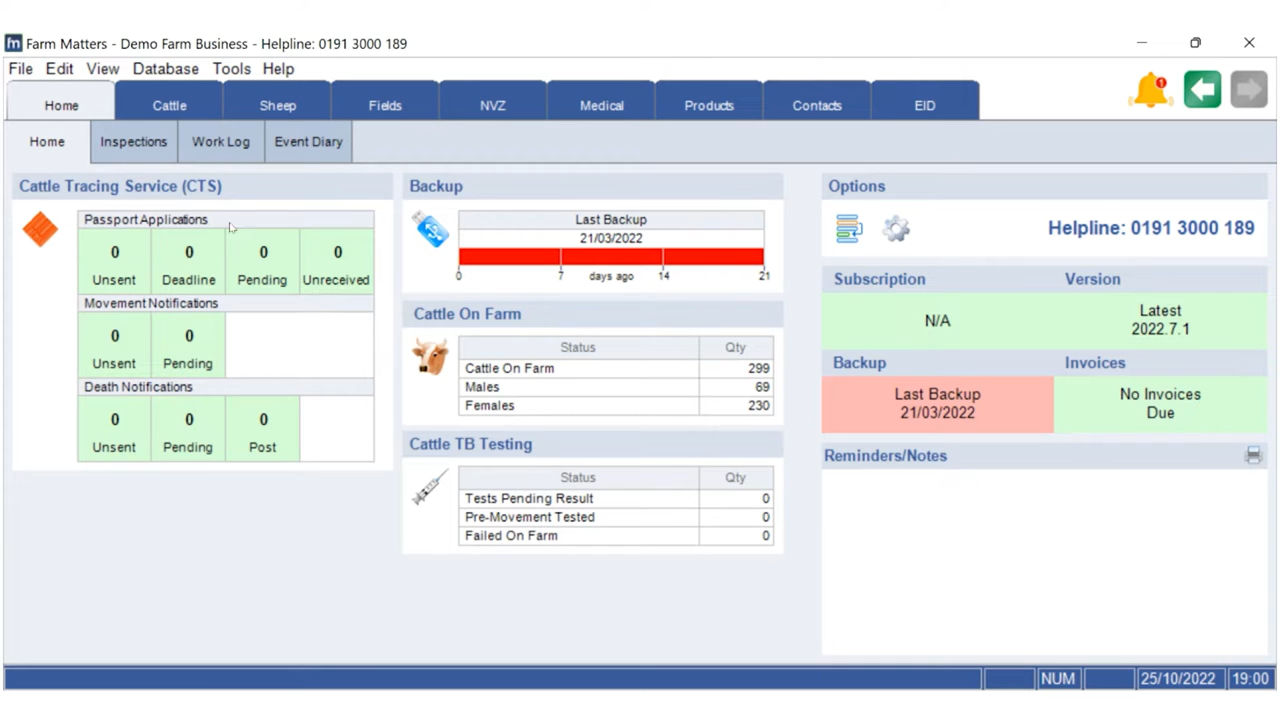 fm Farm Matters - Demo Farm Business - Helpline: 0191 3000 189
File Edit View Database Tools Help
Home Cattle Sheep Fields NVZ Medical Products Contacts EID
1
Home Inspections Work Log Event Diary
Cattle Tracing Service (CTS)
Passport Applications
0 0 0 0
Unsent Deadline Pending Unreceived
Movement Notifications
0 0
Unsent Pending
Death Notifications
0 0 0
Unsent Pending Post
Backup
Last Backup
21/03/2022
0 7 days ago 14 21
Cattle On Farm
Status Qty
Cattle On Farm 299
Males 69
Females 230
Cattle TB Testing
Status Qty
Tests Pending Result 0
Pre-Movement Tested 0
Failed On Farm 0
Options
Helpline: 0191 3000 189
Subscription Version
N/A Latest
2022.7.1
Backup Invoices
Last Backup No Invoices
21/03/2022 Due
Reminders/Notes
NUM 25/10/2022 19:00